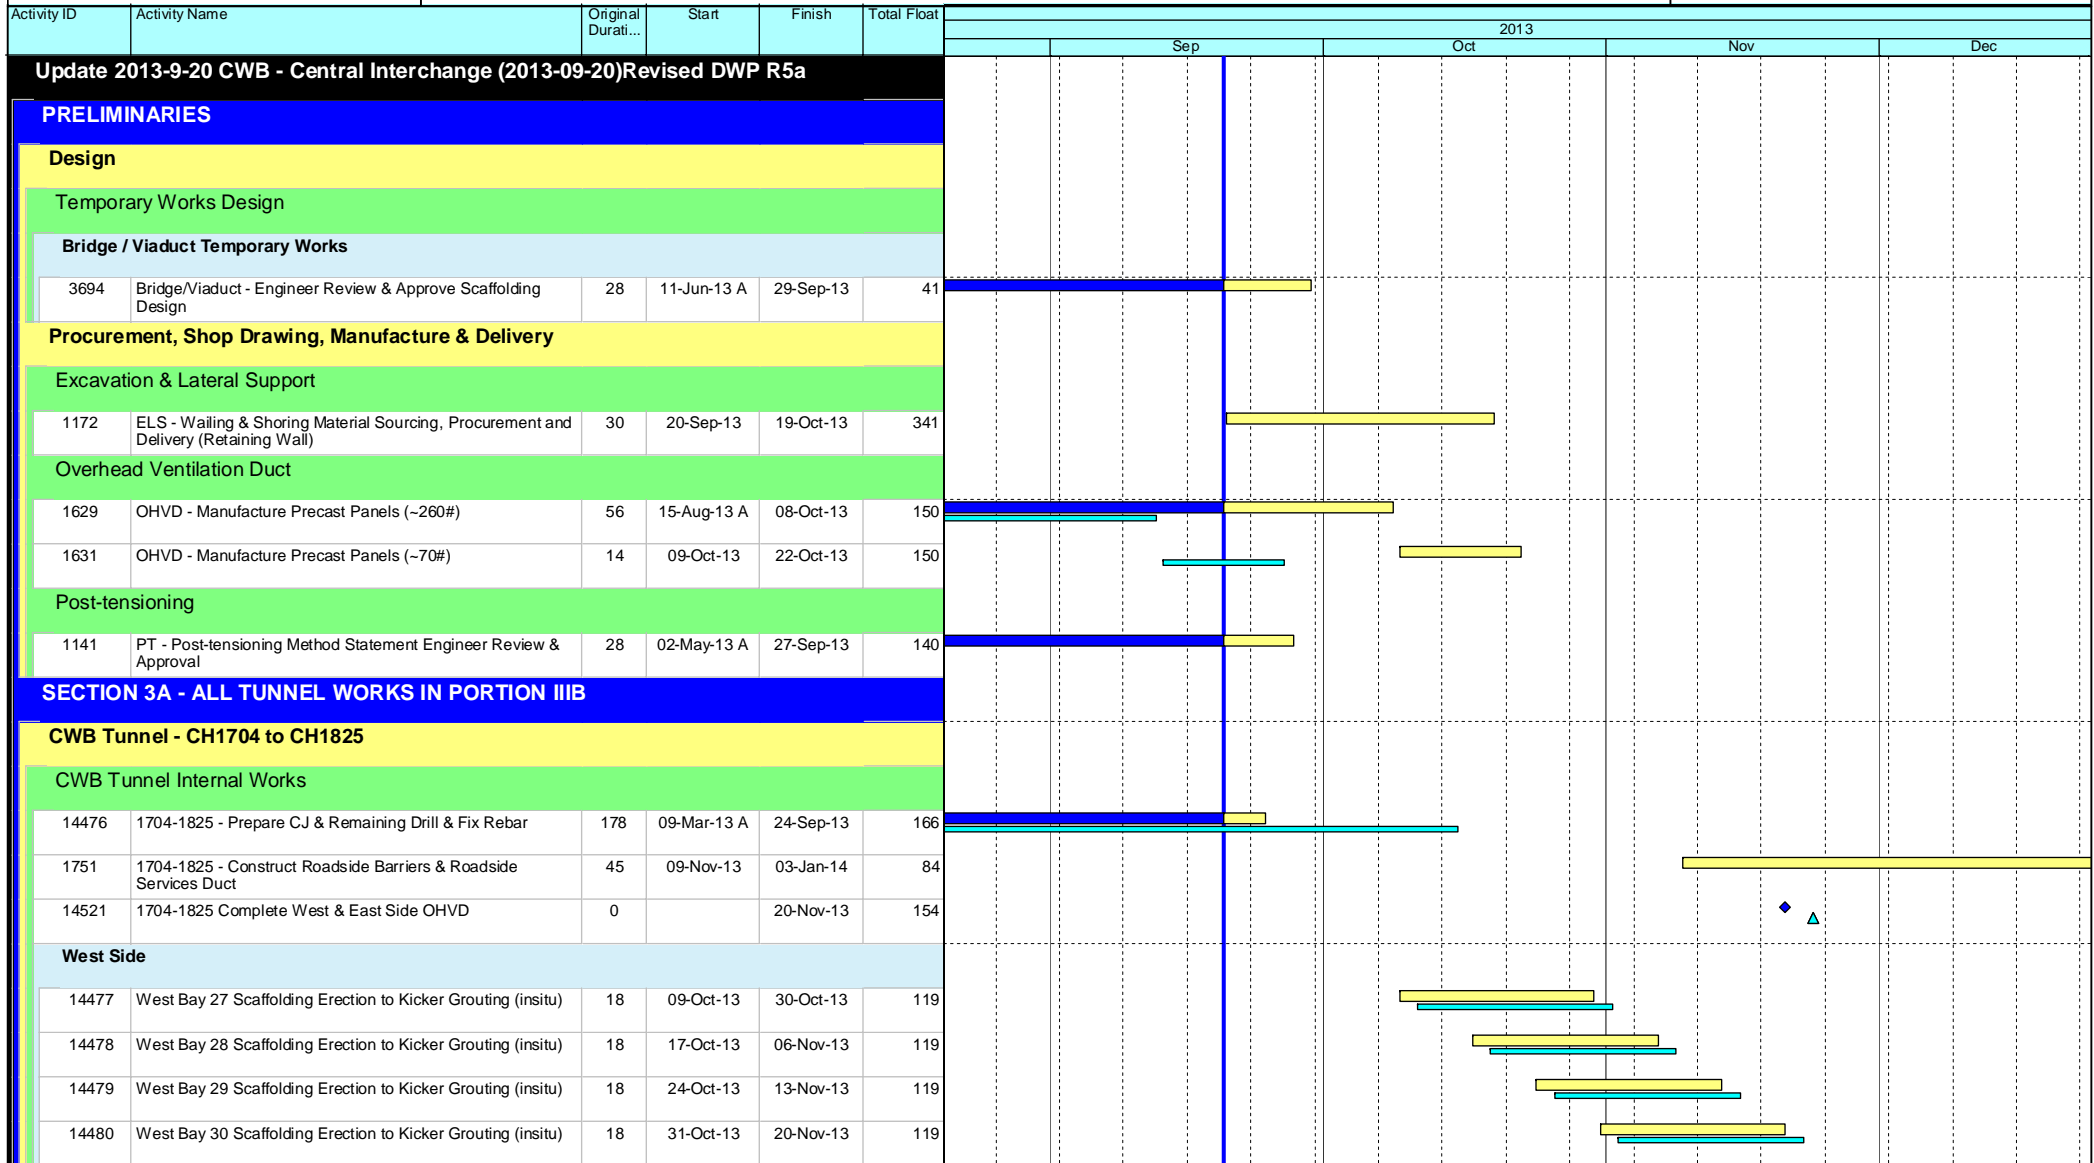 Activity ID Activity Name Original Start Finish Total Float
Durati...
2013
Sep Oct Nov Dec
Update 2013-9-20 CWB - Central Interchange (2013-09-20)Revised DWP R5a
PRELIMINARIES
Design
Temporary Works Design
Bridge / Viaduct Temporary Works
3694 Bridge/Viaduct - Engineer Review & Approve Scaffolding 28 11-Jun-13 A 29-Sep-13 41
Design
Procurement, Shop Drawing, Manufacture & Delivery
Excavation & Lateral Support
1172 ELS - Wailing & Shoring Material Sourcing, Procurement and 30 20-Sep-13 19-Oct-13 341
Delivery (Retaining Wall)
Overhead Ventilation Duct
1629 OHVD - Manufacture Precast Panels (~260#) 56 15-Aug-13 A 08-Oct-13 150
1631 OHVD - Manufacture Precast Panels (~70#) 14 09-Oct-13 22-Oct-13 150
Post-tensioning
1141 PT - Post-tensioning Method Statement Engineer Review & 28 02-May-13 A 27-Sep-13 140
Approval
SECTION 3A - ALL TUNNEL WORKS IN PORTION IIIB
CWB Tunnel - CH1704 to CH1825
CWB Tunnel Internal Works
14476 1704-1825 - Prepare CJ & Remaining Drill & Fix Rebar 178 09-Mar-13 A 24-Sep-13 166
1751 1704-1825 - Construct Roadside Barriers & Roadside 45 09-Nov-13 03-Jan-14 84
Services Duct
14521 1704-1825 Complete West & East Side OHVD 0 20-Nov-13 154
West Side
14477 West Bay 27 Scaffolding Erection to Kicker Grouting (insitu) 18 09-Oct-13 30-Oct-13 119
14478 West Bay 28 Scaffolding Erection to Kicker Grouting (insitu) 18 17-Oct-13 06-Nov-13 119
14479 West Bay 29 Scaffolding Erection to Kicker Grouting (insitu) 18 24-Oct-13 13-Nov-13 119
14480 West Bay 30 Scaffolding Erection to Kicker Grouting (insitu) 18 31-Oct-13 20-Nov-13 119